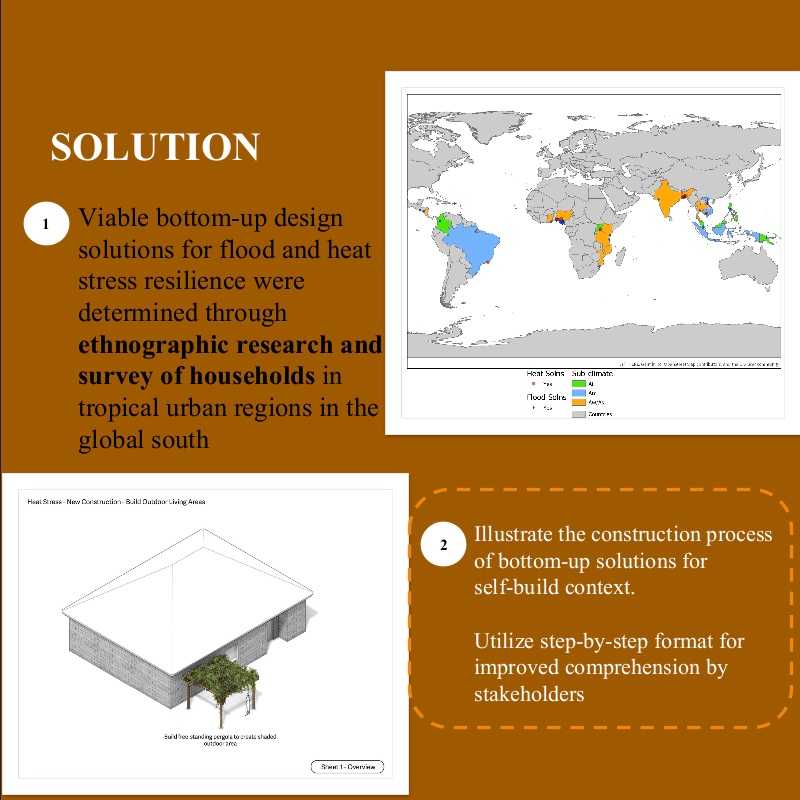 SOLUTION
1
Viable bottom-up design
solutions for flood and heat
stress resilience were
determined through
ethnographic research and
survey of households in
tropical urban regions in the
global south
Heat Solns
Yes
Flood Solns
Yes
Sub-climate
Af
Am
Aw/As
Countries
Heat Stress - New Construction - Build Outdoor Living Areas
Build free standing pergola to create shaded
outdoor area.
Sheet 1 - Overview
2
Illustrate the construction process
of bottom-up solutions for
self-build context.
Utilize step-by-step format for
improved comprehension by
stakeholders